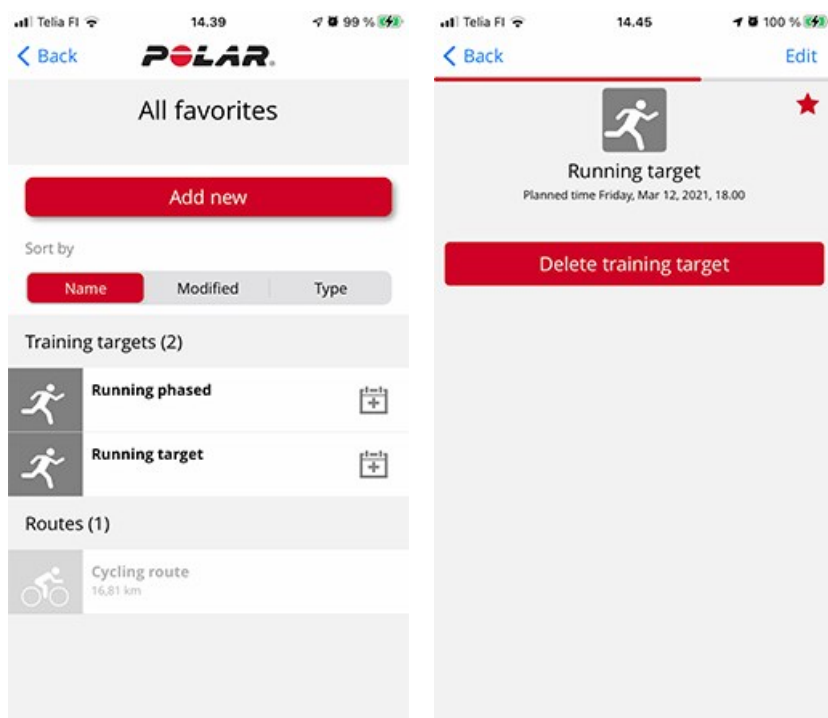 Telia FI 14.39 99 %
Back POLAR.
All favorites
Add new
Sort by
Name Modified Type
Training targets (2)
Running phased
Running target
Routes (1)
Cycling route
16,81 km
Telia FI 14.45 100 %
Back Edit
Running target
Planned time Friday, Mar 12, 2021, 18.00
Delete training target